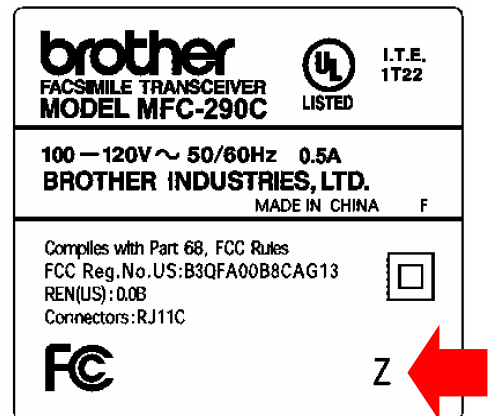 brother
FACSIMILE TRANSCEIVER
MODEL MFC-290C
UL
LISTED
I.T.E.
1T22
100－120V～ 50/60Hz 0.5A
BROTHER INDUSTRIES, LTD.
MADE IN CHINA F
Complies with Part 68, FCC Rules
FCC Reg.No.US:B3QFA00B8CAG13
REN(US) : 0.0B
Connectors:RJ11C
FC
Z